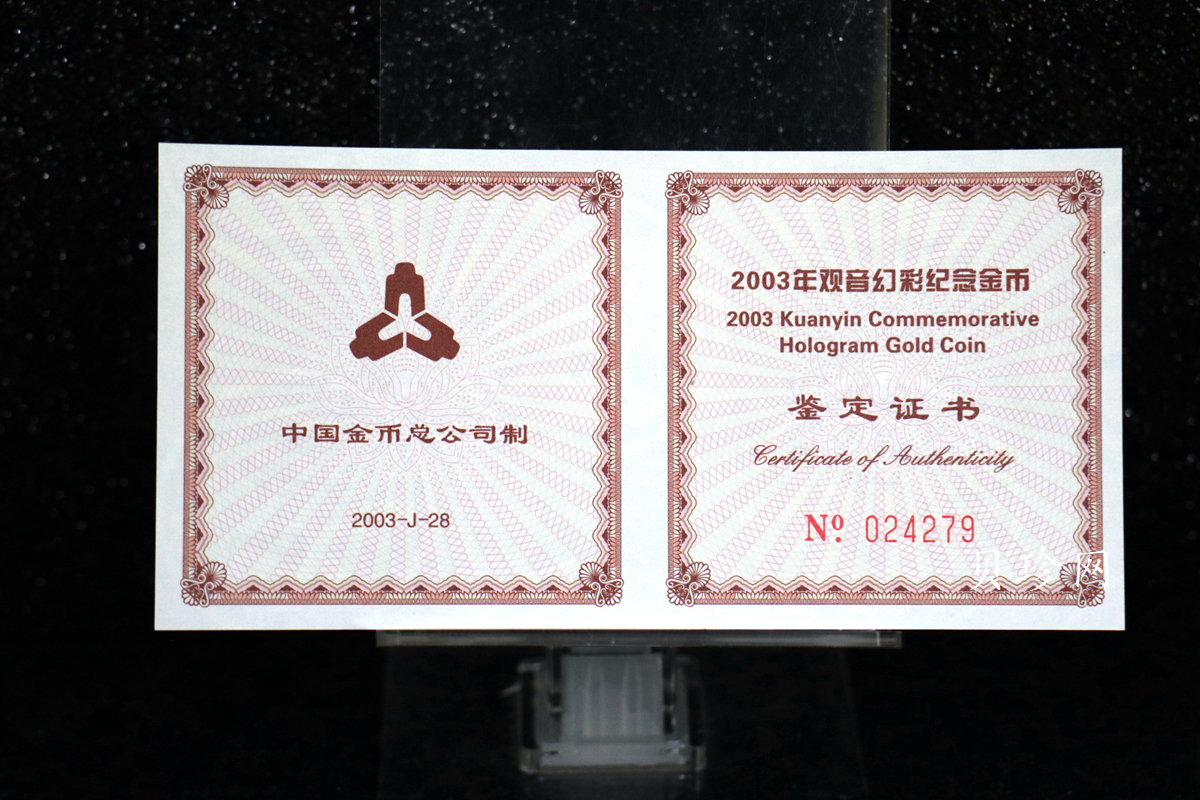 中国金币总公司制
2003-J-28
2003年观音幻彩纪念金币
2003 Kuanyin Commemorative
Hologram Gold Coin
鉴定证书
Certificate of Authenticity
Nº 024279
贝珍网